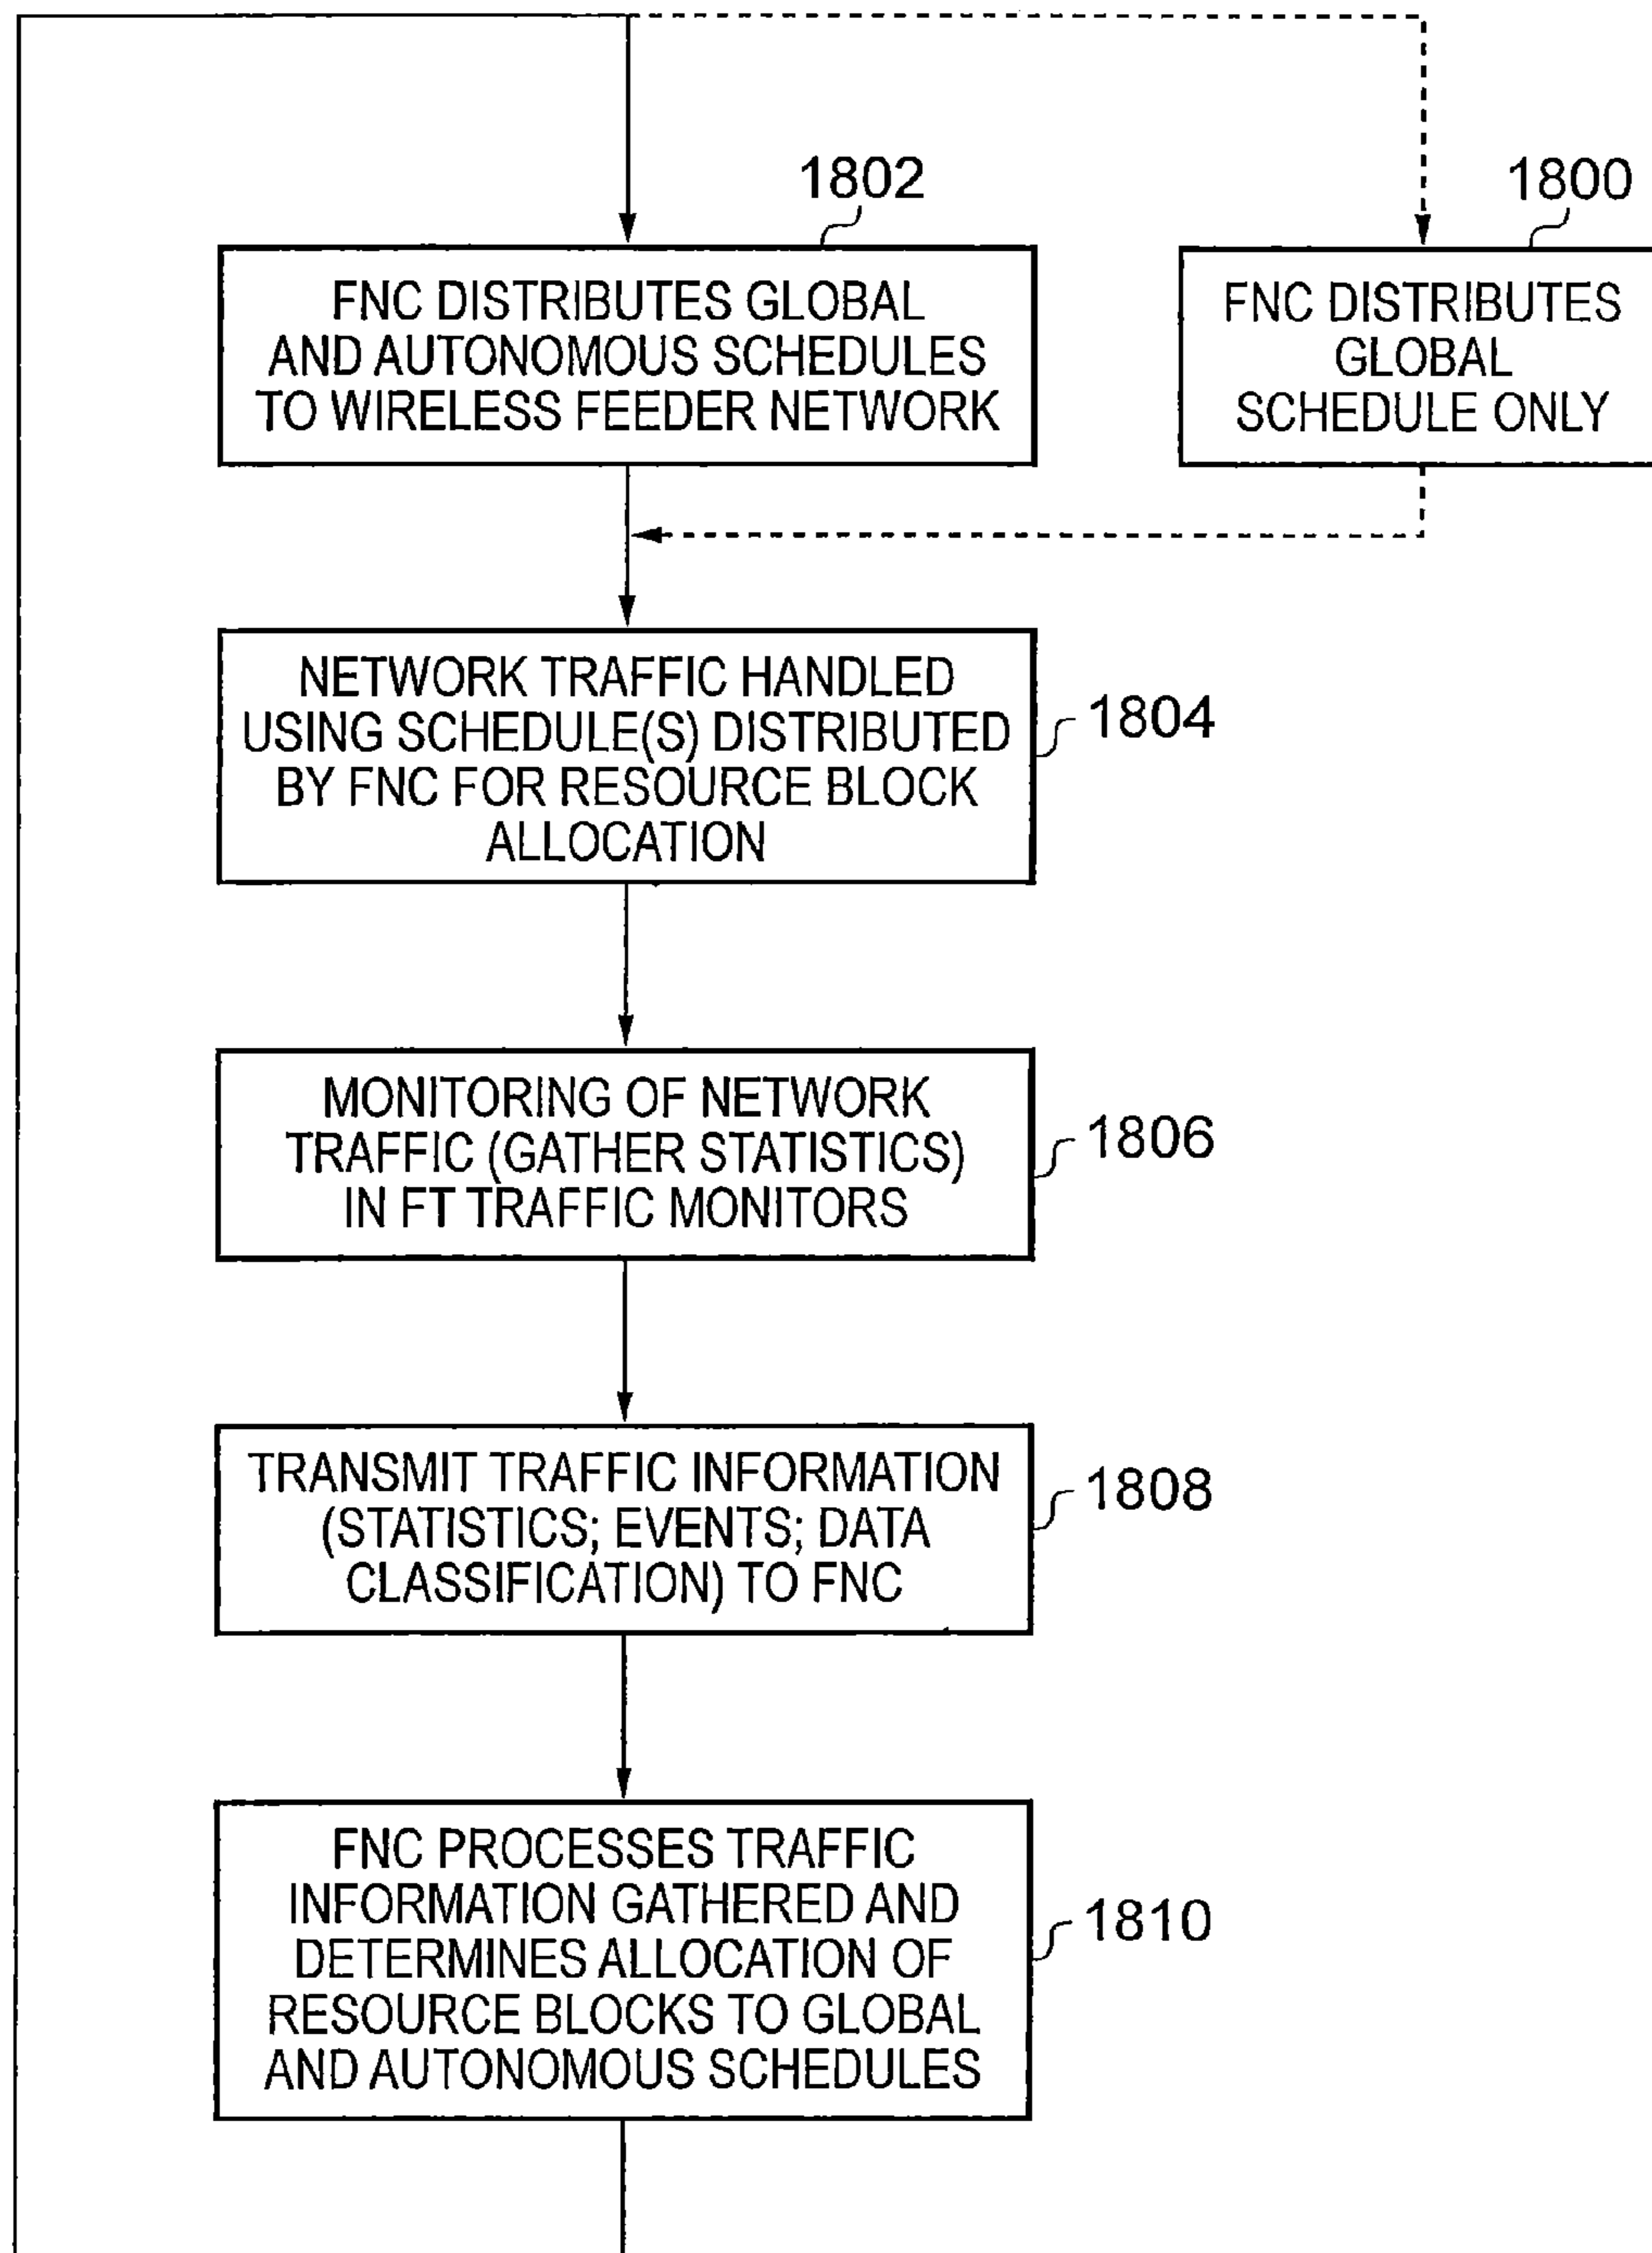 1802
FNC DISTRIBUTES GLOBAL
AND AUTONOMOUS SCHEDULES
TO WIRELESS FEEDER NETWORK
1800
FNC DISTRIBUTES
GLOBAL
SCHEDULE ONLY
NETWORK TRAFFIC HANDLED
USING SCHEDULE(S) DISTRIBUTED
BY FNC FOR RESOURCE BLOCK
ALLOCATION
1804
MONITORING OF NETWORK
TRAFFIC (GATHER STATISTICS)
IN FT TRAFFIC MONITORS
1806
TRANSMIT TRAFFIC INFORMATION
(STATISTICS; EVENTS; DATA
CLASSIFICATION) TO FNC
1808
FNC PROCESSES TRAFFIC
INFORMATION GATHERED AND
DETERMINES ALLOCATION OF
RESOURCE BLOCKS TO GLOBAL
AND AUTONOMOUS SCHEDULES
1810